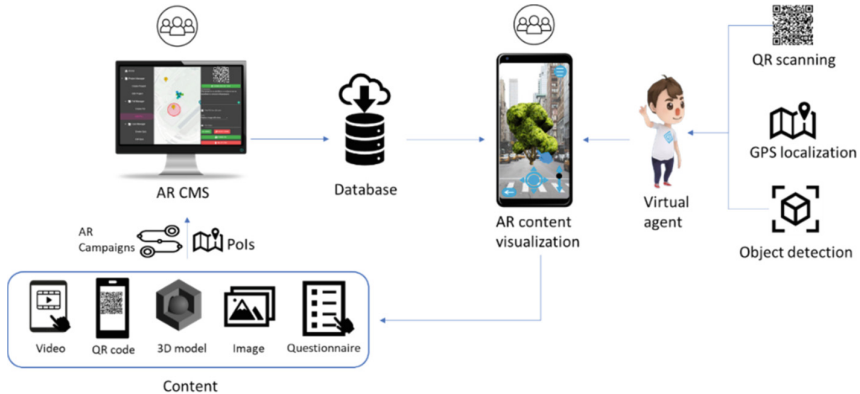 QR scanning
GPS localization
Object detection
Virtual
agent
AR content
visualization
Database
AR CMS
AR
Campaigns
PoIs
Video
QR code
3D model
Image
Questionnaire
Content